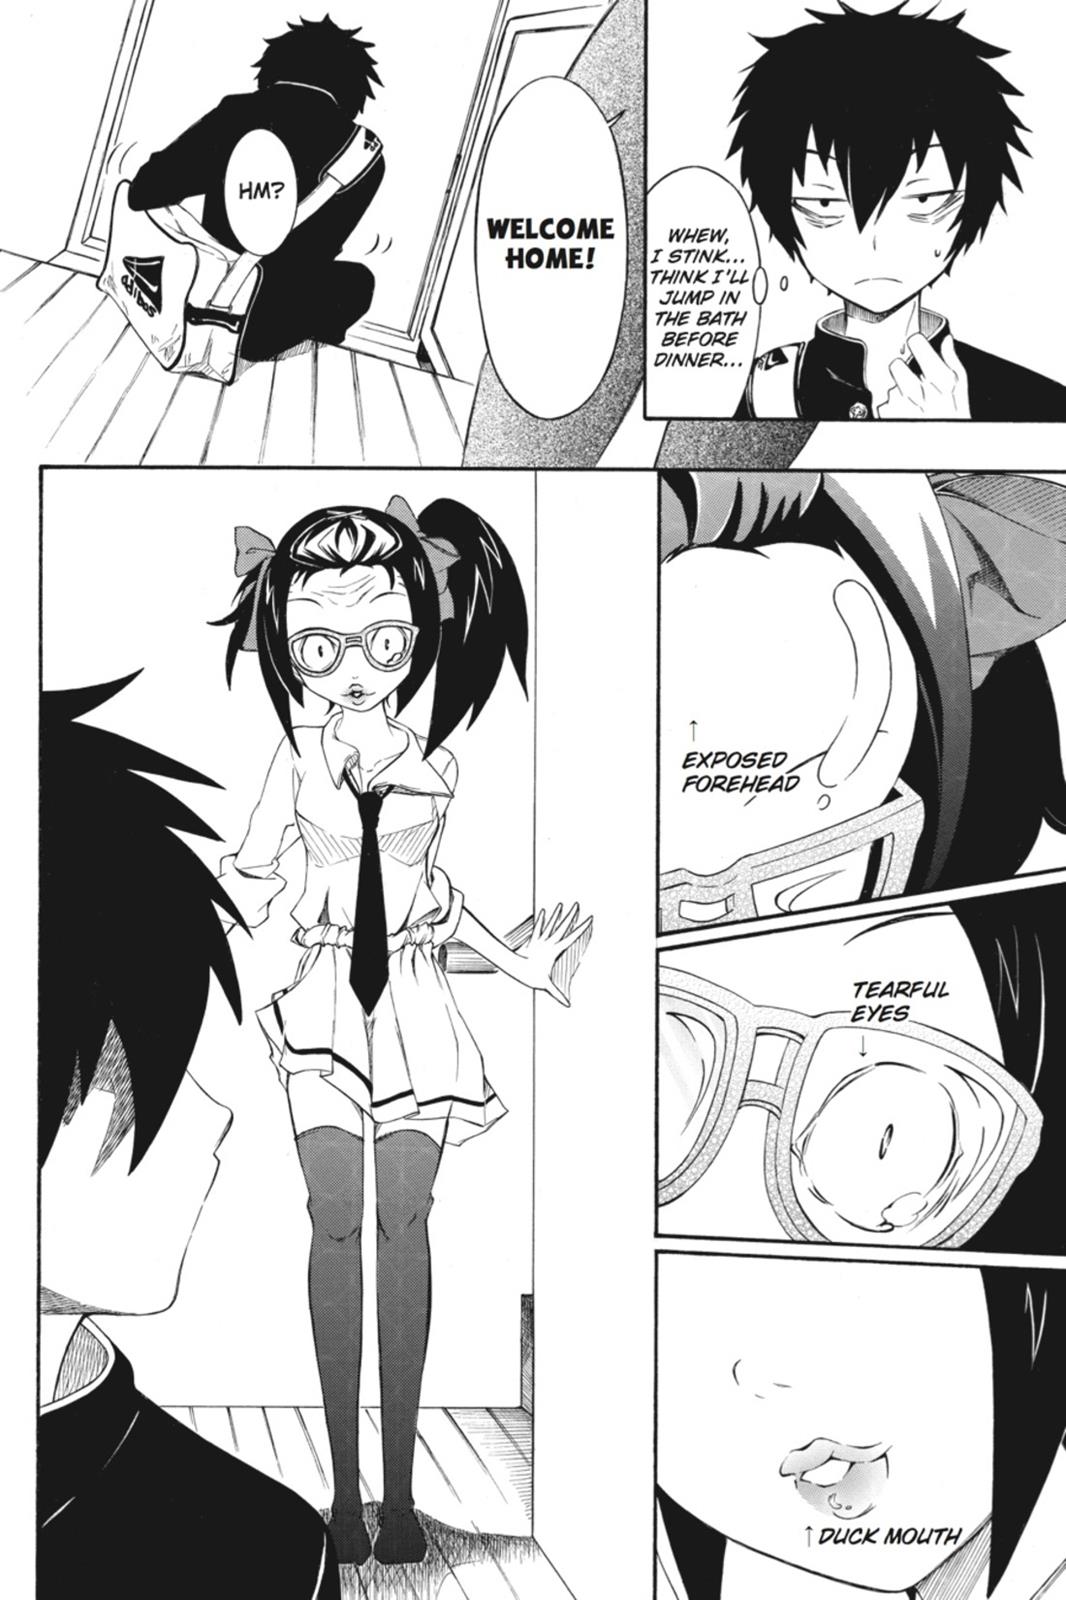 WHEW,
I STINK...
THINK I'LL
JUMP IN
THE BATH
BEFORE
DINNER...
WELCOME
HOME!
HM?
adidas
↑
EXPOSED
FOREHEAD
TEARFUL
EYES
↓
↑ DUCK MOUTH